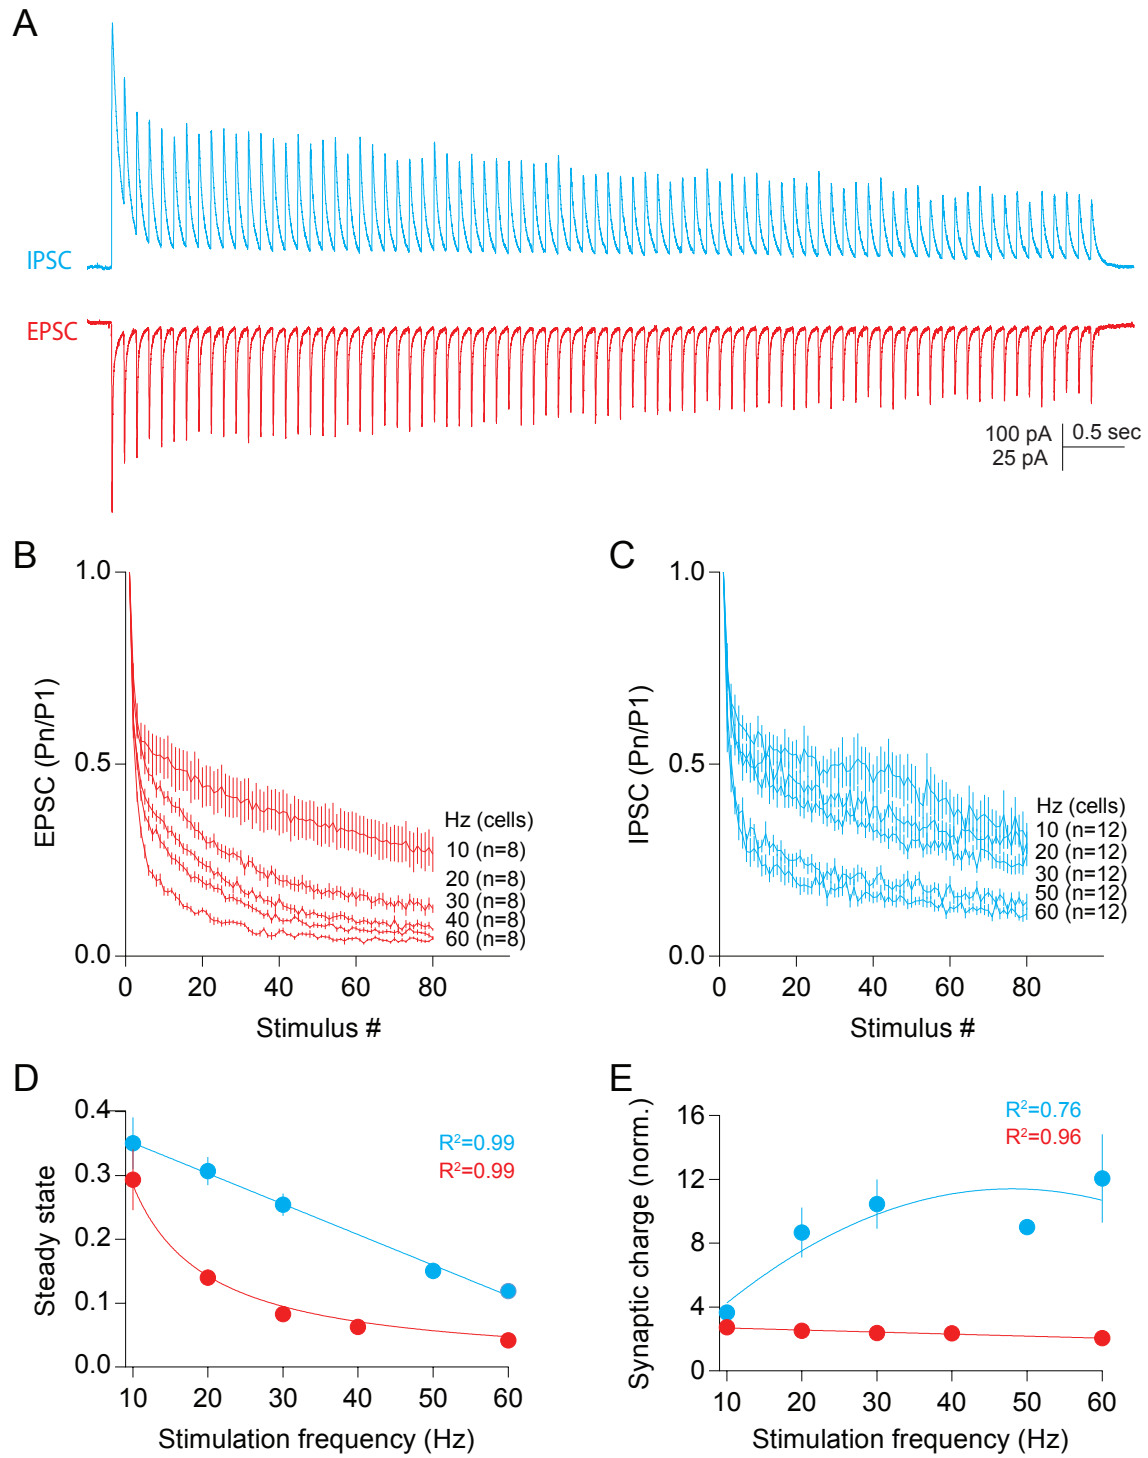 A
IPSC
EPSC
100 pA 0.5 sec
25 pA
B
1.0
0.5
0.0
EPSC (Pn/P1)
Hz (cells)
10 (n=8)
20 (n=8)
30 (n=8)
40 (n=8)
60 (n=8)
0 20 40 60 80
Stimulus #
C
1.0
0.5
0.0
IPSC (Pn/P1)
Hz (cells)
10 (n=12)
20 (n=12)
30 (n=12)
50 (n=12)
60 (n=12)
0 20 40 60 80
Stimulus #
D
0.4
0.3
0.2
0.1
0.0
Steady state
R²=0.99
R²=0.99
10 20 30 40 50 60
Stimulation frequency (Hz)
E
16
12
8
4
0
Synaptic charge (norm.)
R²=0.76
R²=0.96
10 20 30 40 50 60
Stimulation frequency (Hz)